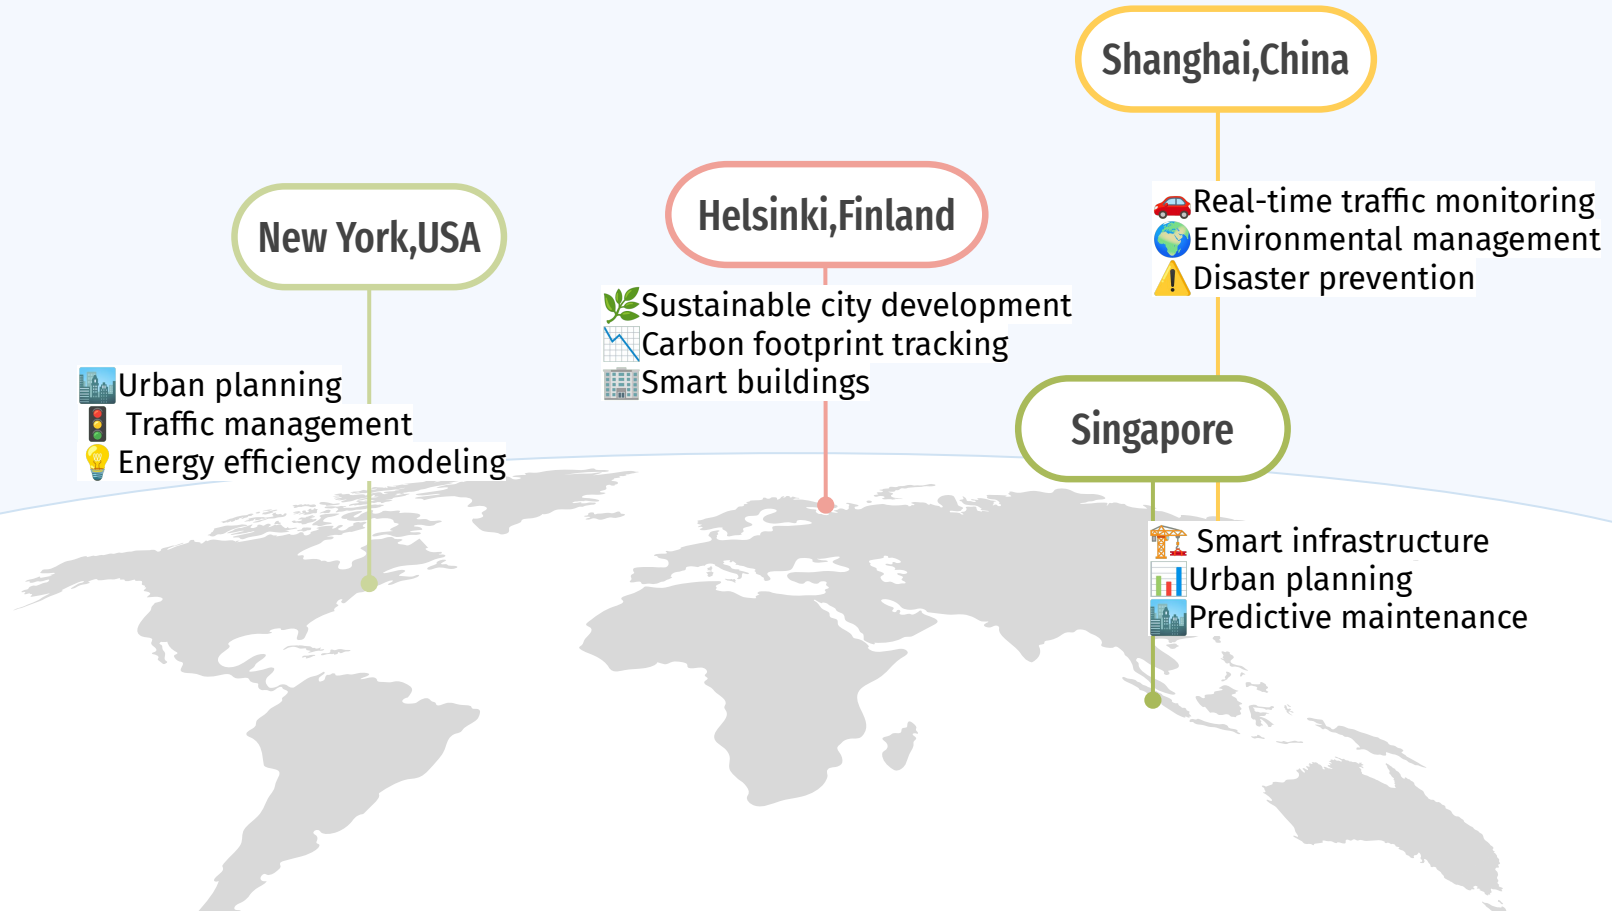 Shanghai,China
Real-time traffic monitoring
Environmental management
Disaster prevention
Helsinki,Finland
Sustainable city development
Carbon footprint tracking
Smart buildings
New York,USA
Urban planning
Traffic management
Energy efficiency modeling
Singapore
Smart infrastructure
Urban planning
Predictive maintenance